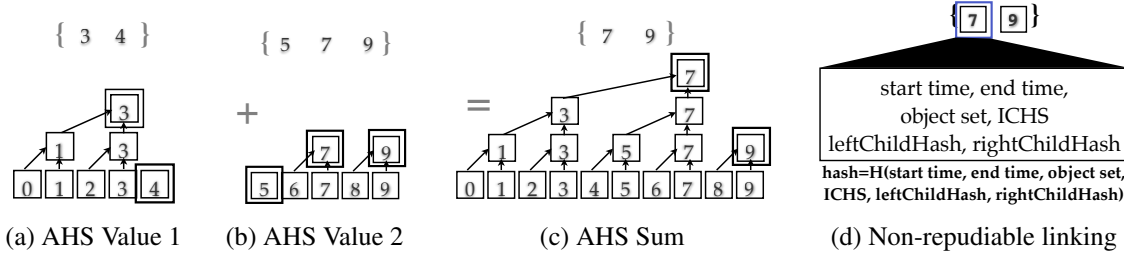 { 3 4 }
3
1 3
0 1 2 3 4
(a) AHS Value 1
+
{ 5 7 9 }
7 9
5 6 7 8 9
(b) AHS Value 2
=
{ 7 9 }
7
3 7
1 3 5 7 9
0 1 2 3 4 5 6 7 8 9
(c) AHS Sum
{ 7 9 }
start time, end time,
object set, ICHS
leftChildHash, rightChildHash
hash=H(start time, end time, object set,
ICHS, leftChildHash, rightChildHash)
(d) Non-repudiable linking